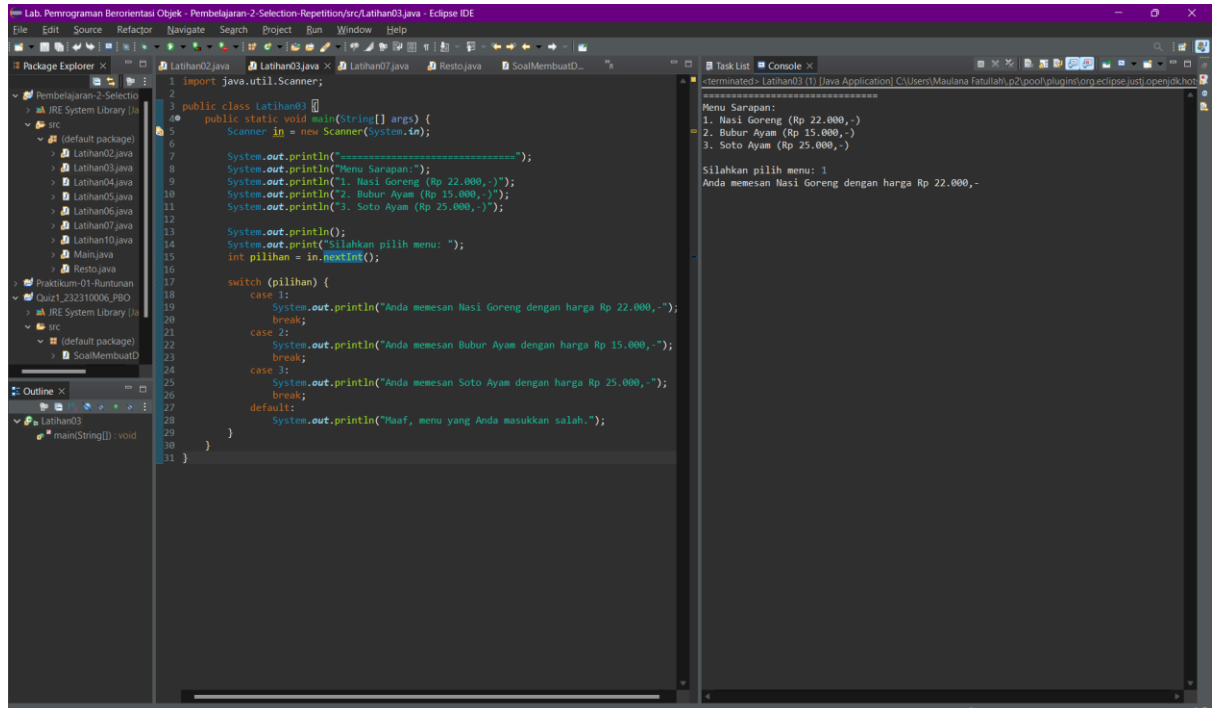 Lab. Pemrograman Berorientasi Objek - Pembelajaran-2-Selection-Repetition/src/Latihan03.java - Eclipse IDE
File Edit Source Refactor Navigate Search Project Run Window Help
Package Explorer
Pembelajaran-2-Selectio
JRE System Library [Ja
src
(default package)
Latihan02.java
Latihan03.java
Latihan04.java
Latihan05.java
Latihan06.java
Latihan07.java
Latihan10.java
Main.java
Resto.java
Praktikum-01-Runtunan
Quiz1_232310006_PBO
JRE System Library [Ja
src
(default package)
SoalMembuatD
Outline
Latihan03
main(String[]) : void
Latihan02.java Latihan03.java Latihan07.java Resto.java SoalMembuatD...
1 import java.util.Scanner;
2
3 public class Latihan03 {
4 public static void main(String[] args) {
5 Scanner in = new Scanner(System.in);
6
7 System.out.println("===============================");
8 System.out.println("Menu Sarapan:");
9 System.out.println("1. Nasi Goreng (Rp 22.000,-)");
10 System.out.println("2. Bubur Ayam (Rp 15.000,-)");
11 System.out.println("3. Soto Ayam (Rp 25.000,-)");
12
13 System.out.println();
14 System.out.print("Silahkan pilih menu: ");
15 int pilihan = in.nextInt();
16
17 switch (pilihan) {
18 case 1:
19 System.out.println("Anda memesan Nasi Goreng dengan harga Rp 22.000,-");
20 break;
21 case 2:
22 System.out.println("Anda memesan Bubur Ayam dengan harga Rp 15.000,-");
23 break;
24 case 3:
25 System.out.println("Anda memesan Soto Ayam dengan harga Rp 25.000,-");
26 break;
27 default:
28 System.out.println("Maaf, menu yang Anda masukkan salah.");
29 }
30 }
31 }
Task List Console
<terminated> Latihan03 (1) [Java Application] C:\Users\Maulana Fatullah\.p2\pool\plugins\org.eclipse.justj.openjdk.hot
===============================
Menu Sarapan:
1. Nasi Goreng (Rp 22.000,-)
2. Bubur Ayam (Rp 15.000,-)
3. Soto Ayam (Rp 25.000,-)
Silahkan pilih menu: 1
Anda memesan Nasi Goreng dengan harga Rp 22.000,-